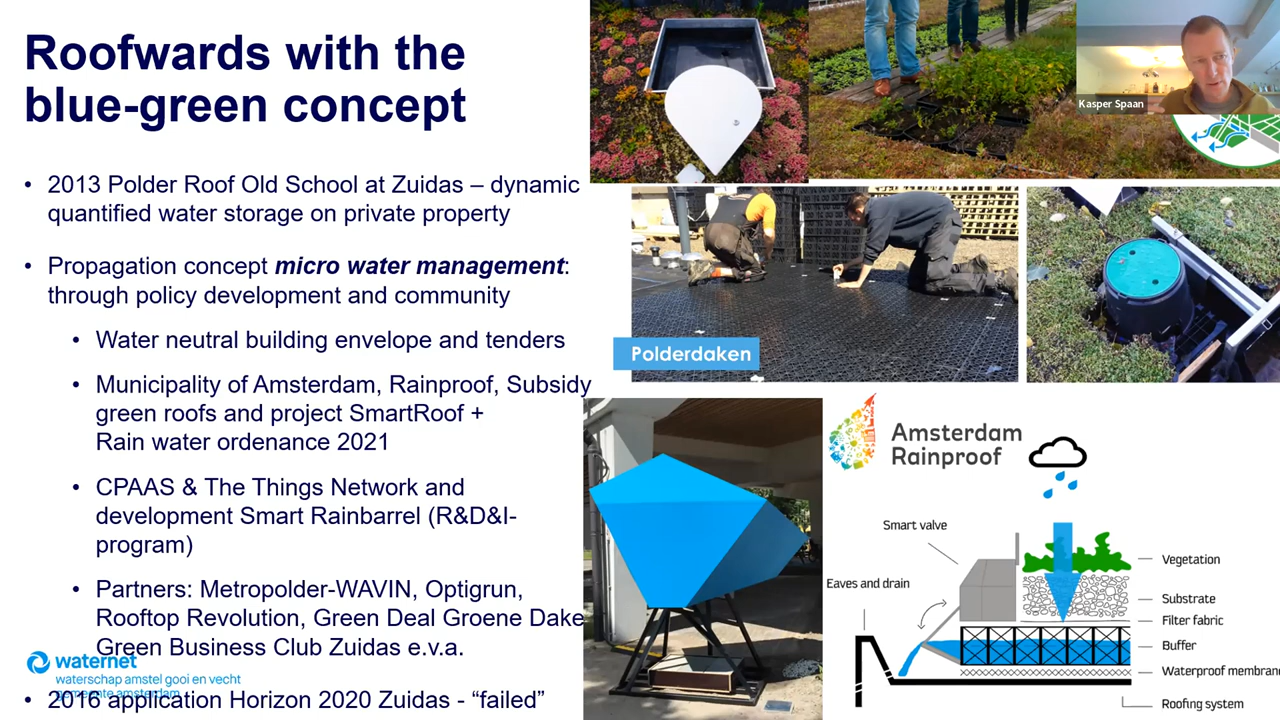 Roofwards with the
blue-green concept
• 2013 Polder Roof Old School at Zuidas – dynamic
quantified water storage on private property
• Propagation concept micro water management:
through policy development and community
• Water neutral building envelope and tenders
• Municipality of Amsterdam, Rainproof, Subsidy
green roofs and project SmartRoof +
Rain water ordenance 2021
• CPAAS & The Things Network and
development Smart Rainbarrel (R&D&I-
program)
• Partners: Metropolder-WAVIN, Optigrun,
Rooftop Revolution, Green Deal Groene Dake
Green Business Club Zuidas e.v.a.
• 2016 application Horizon 2020 Zuidas - “failed”
waternet
waterschap amstel gooi en vecht
gemeente amsterdam
Kasper Spaan
Polderdaken
Amsterdam
Rainproof
Smart valve
Eaves and drain
Vegetation
Substrate
Filter fabric
Buffer
Waterproof membran
Roofing system